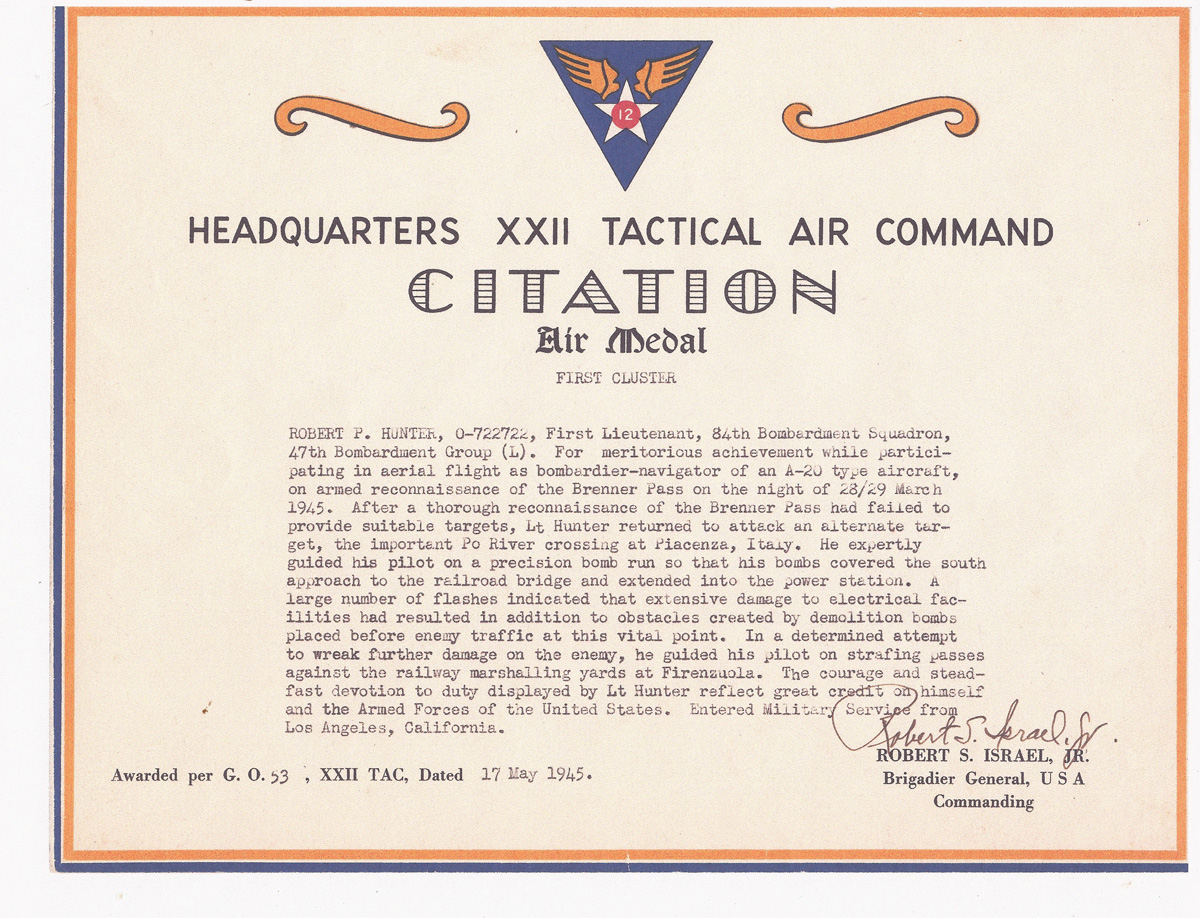 12
HEADQUARTERS XXII TACTICAL AIR COMMAND
CITATION
Air Medal
FIRST CLUSTER
ROBERT P. HUNTER, O-722722, First Lieutenant, 84th Bombardment Squadron,
47th Bombardment Group (L). For meritorious achievement while partici-
pating in aerial flight as bombardier-navigator of an A-20 type aircraft,
on armed reconnaissance of the Brenner Pass on the night of 28/29 March
1945. After a thorough reconnaissance of the Brenner Pass had failed to
provide suitable targets, Lt Hunter returned to attack an alternate tar-
get, the important Po River crossing at Piacenza, Italy. He expertly
guided his pilot on a precision bomb run so that his bombs covered the south
approach to the railroad bridge and extended into the power station. A
large number of flashes indicated that extensive damage to electrical fac-
ilities had resulted in addition to obstacles created by demolition bombs
placed before enemy traffic at this vital point. In a determined attempt
to wreak further damage on the enemy, he guided his pilot on strafing passes
against the railway marshalling yards at Firenzuola. The courage and stead-
fast devotion to duty displayed by Lt Hunter reflect great credit on himself
and the Armed Forces of the United States. Entered Military Service from
Los Angeles, California.
Robert S. Israel, Jr.
ROBERT S. ISRAEL, JR.
Awarded per G. O. 53 , XXII TAC, Dated 17 May 1945.
Brigadier General, U S A
Commanding